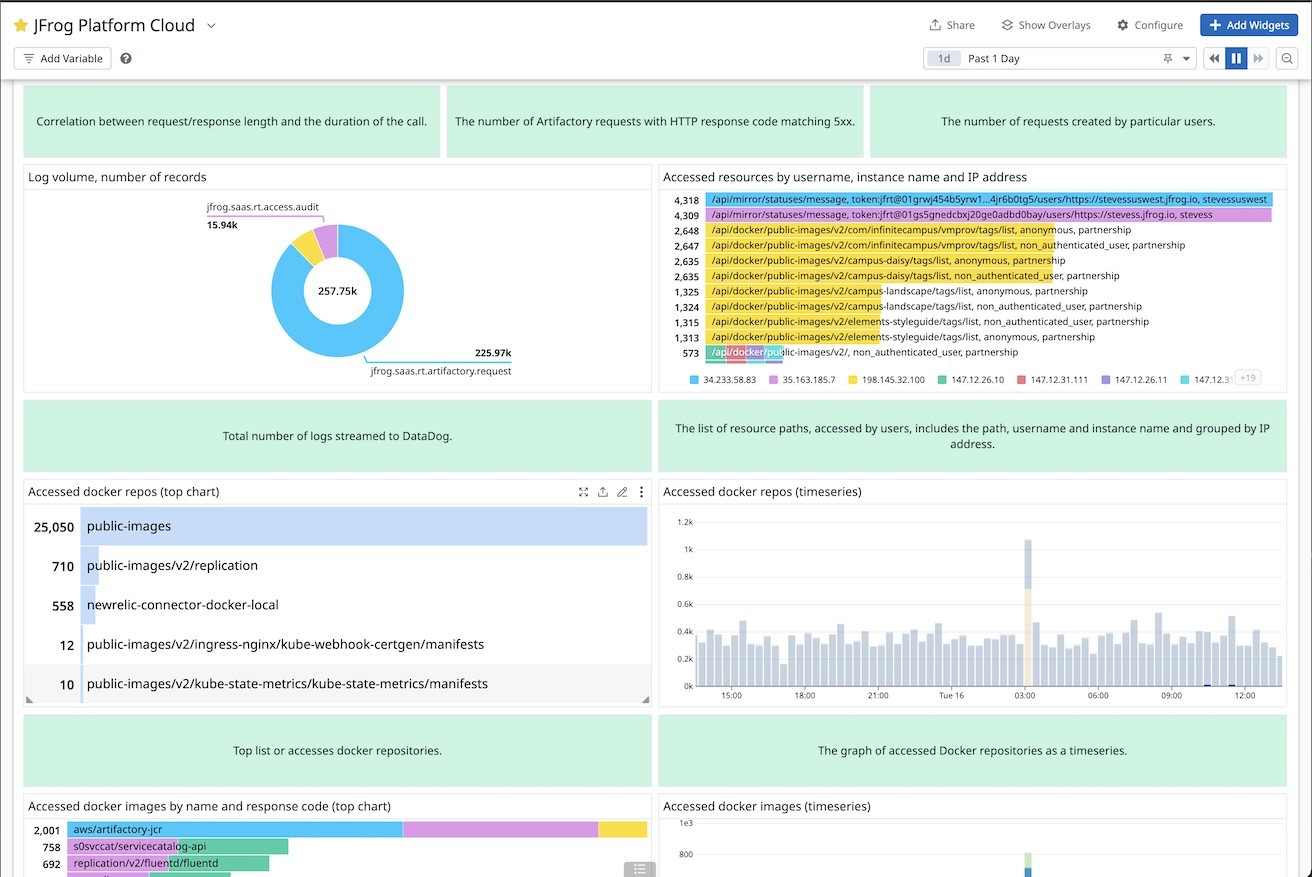 JFrog Platform Cloud
Share
Show Overlays
Configure
Add Widgets
Add Variable
1d
Past 1 Day
Correlation between request/response length and the duration of the call.
The number of Artifactory requests with HTTP response code matching 5xx.
The number of requests created by particular users.
Log volume, number of records
jfrog.saas.rt.access.audit
15.94k
257.75k
225.97k
jfrog.saas.rt.artifactory.request
Accessed resources by username, instance name and IP address
4,318 /api/mirror/statuses/message, token:jfrt@01grwj454b5yrw1...4jr6b0tg5/users/https://stevessuswest.jfrog.io, stevessuswest
4,309 /api/mirror/statuses/message, token:jfrt@01gs5gnedcbxj20ge0adbd0bay/users/https://stevess.jfrog.io, stevess
2,648 /api/docker/public-images/v2/com/infinitecampus/vmprov/tags/list, anonymous, partnership
2,647 /api/docker/public-images/v2/com/infinitecampus/vmprov/tags/list, non_authenticated_user, partnership
2,635 /api/docker/public-images/v2/campus-daisy/tags/list, anonymous, partnership
2,635 /api/docker/public-images/v2/campus-daisy/tags/list, non_authenticated_user, partnership
1,325 /api/docker/public-images/v2/campus-landscape/tags/list, anonymous, partnership
1,324 /api/docker/public-images/v2/campus-landscape/tags/list, non_authenticated_user, partnership
1,315 /api/docker/public-images/v2/elements-styleguide/tags/list, non_authenticated_user, partnership
1,313 /api/docker/public-images/v2/elements-styleguide/tags/list, anonymous, partnership
573 /api/docker/public-images/v2/, non_authenticated_user, partnership
34.233.58.83 35.163.185.7 198.145.32.100 147.12.26.10 147.12.31.111 147.12.26.11 147.12.31 +19
Total number of logs streamed to DataDog.
The list of resource paths, accessed by users, includes the path, username and instance name and grouped by IP
address.
Accessed docker repos (top chart)
25,050 public-images
710 public-images/v2/replication
558 newrelic-connector-docker-local
12 public-images/v2/ingress-nginx/kube-webhook-certgen/manifests
10 public-images/v2/kube-state-metrics/kube-state-metrics/manifests
Accessed docker repos (timeseries)
1.2k
1k
0.8k
0.6k
0.4k
0.2k
0k
15:00 18:00 21:00 Tue 16 03:00 06:00 09:00 12:00
Top list or accesses docker repositories.
The graph of accessed Docker repositories as a timeseries.
Accessed docker images by name and response code (top chart)
2,001 aws/artifactory-jcr
758 s0svccat/servicecatalog-api
692 replication/v2/fluentd/fluentd
Accessed docker images (timeseries)
1e3
800